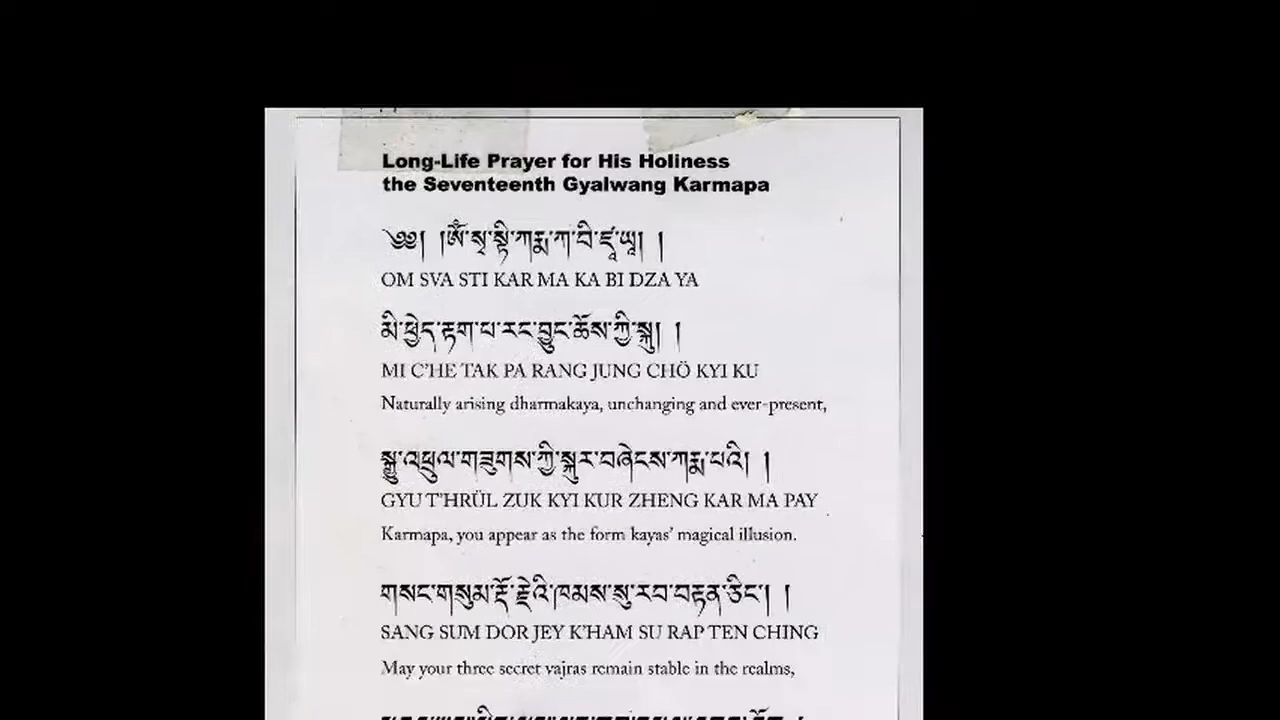 Long-Life Prayer for His Holiness
the Seventeenth Gyalwang Karmapa
༄༅། །ཨོཾ་སྭ་སྟི་ཀརྨ་ཀ་བི་ཛཱ་ཡཱ། །
OM SVA STI KAR MA KA BI DZA YA
མི་ཕྱེད་རྟག་པ་རང་བྱུང་ཆོས་ཀྱི་སྐུ། །
MI C'HE TAK PA RANG JUNG CHÖ KYI KU
Naturally arising dharmakaya, unchanging and ever-present,
སྒྱུ་འཕྲུལ་གཟུགས་ཀྱི་སྐུར་བཞེངས་ཀརྨ་པའི། །
GYU T'HRÜL ZUK KYI KUR ZHENG KAR MA PAY
Karmapa, you appear as the form kayas' magical illusion.
གསང་གསུམ་རྡོ་རྗེའི་ཁམས་སུ་རབ་བརྟན་ཅིང༌། །
SANG SUM DOR JEY K'HAM SU RAP TEN CHING
May your three secret vajras remain stable in the realms,